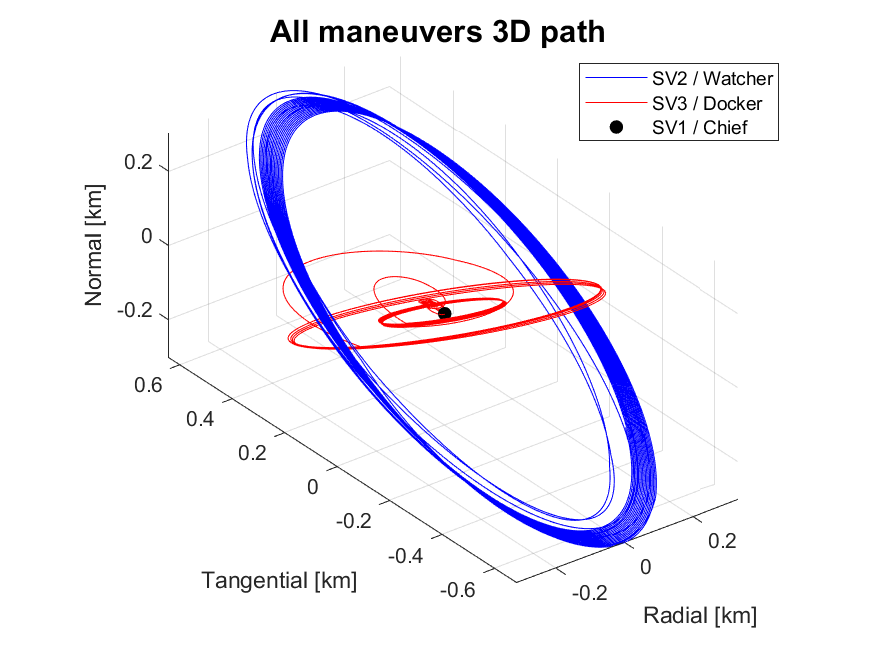 All maneuvers 3D path
SV2 / Watcher
SV3 / Docker
SV1 / Chief
Normal [km]
0.2
0
-0.2
0.6
0.4
0.2
0
-0.2
-0.4
-0.6
Tangential [km]
-0.2
0
0.2
Radial [km]